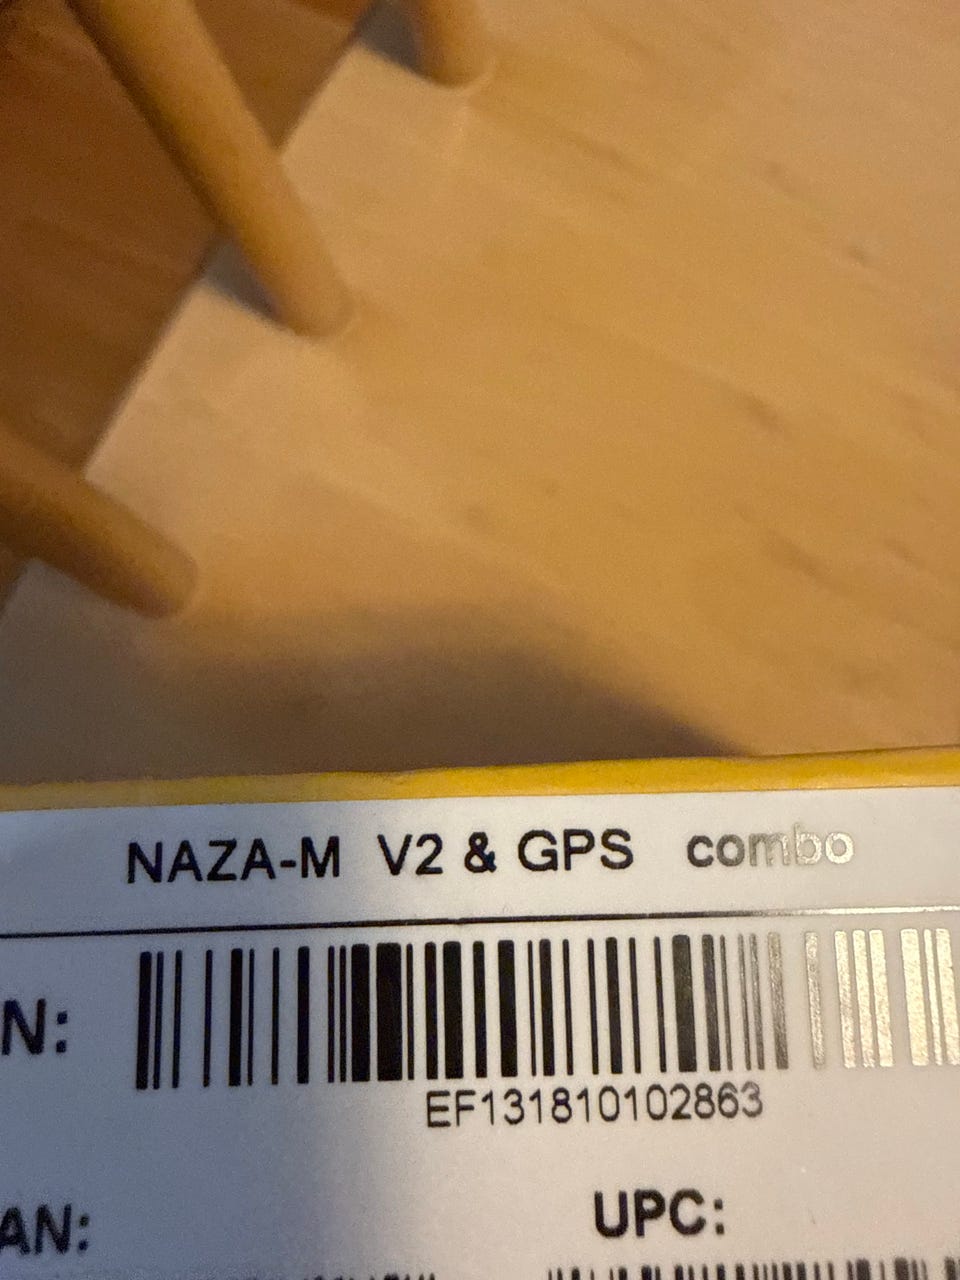 NAZA-M V2 & GPS combo
N:
EF131810102863
AN:
UPC: